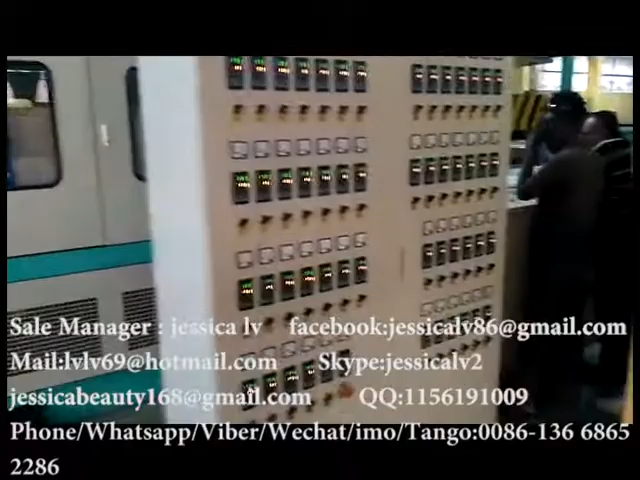 Sale Manager : jessica lv    facebook:jessicalv86@gmail.com
Mail:lvlv69@hotmail.com    Skype:jessicalv2
jessicabeauty168@gmail.com    QQ:1156191009
Phone/Whatsapp/Viber/Wechat/imo/Tango:0086-136 6865
2286